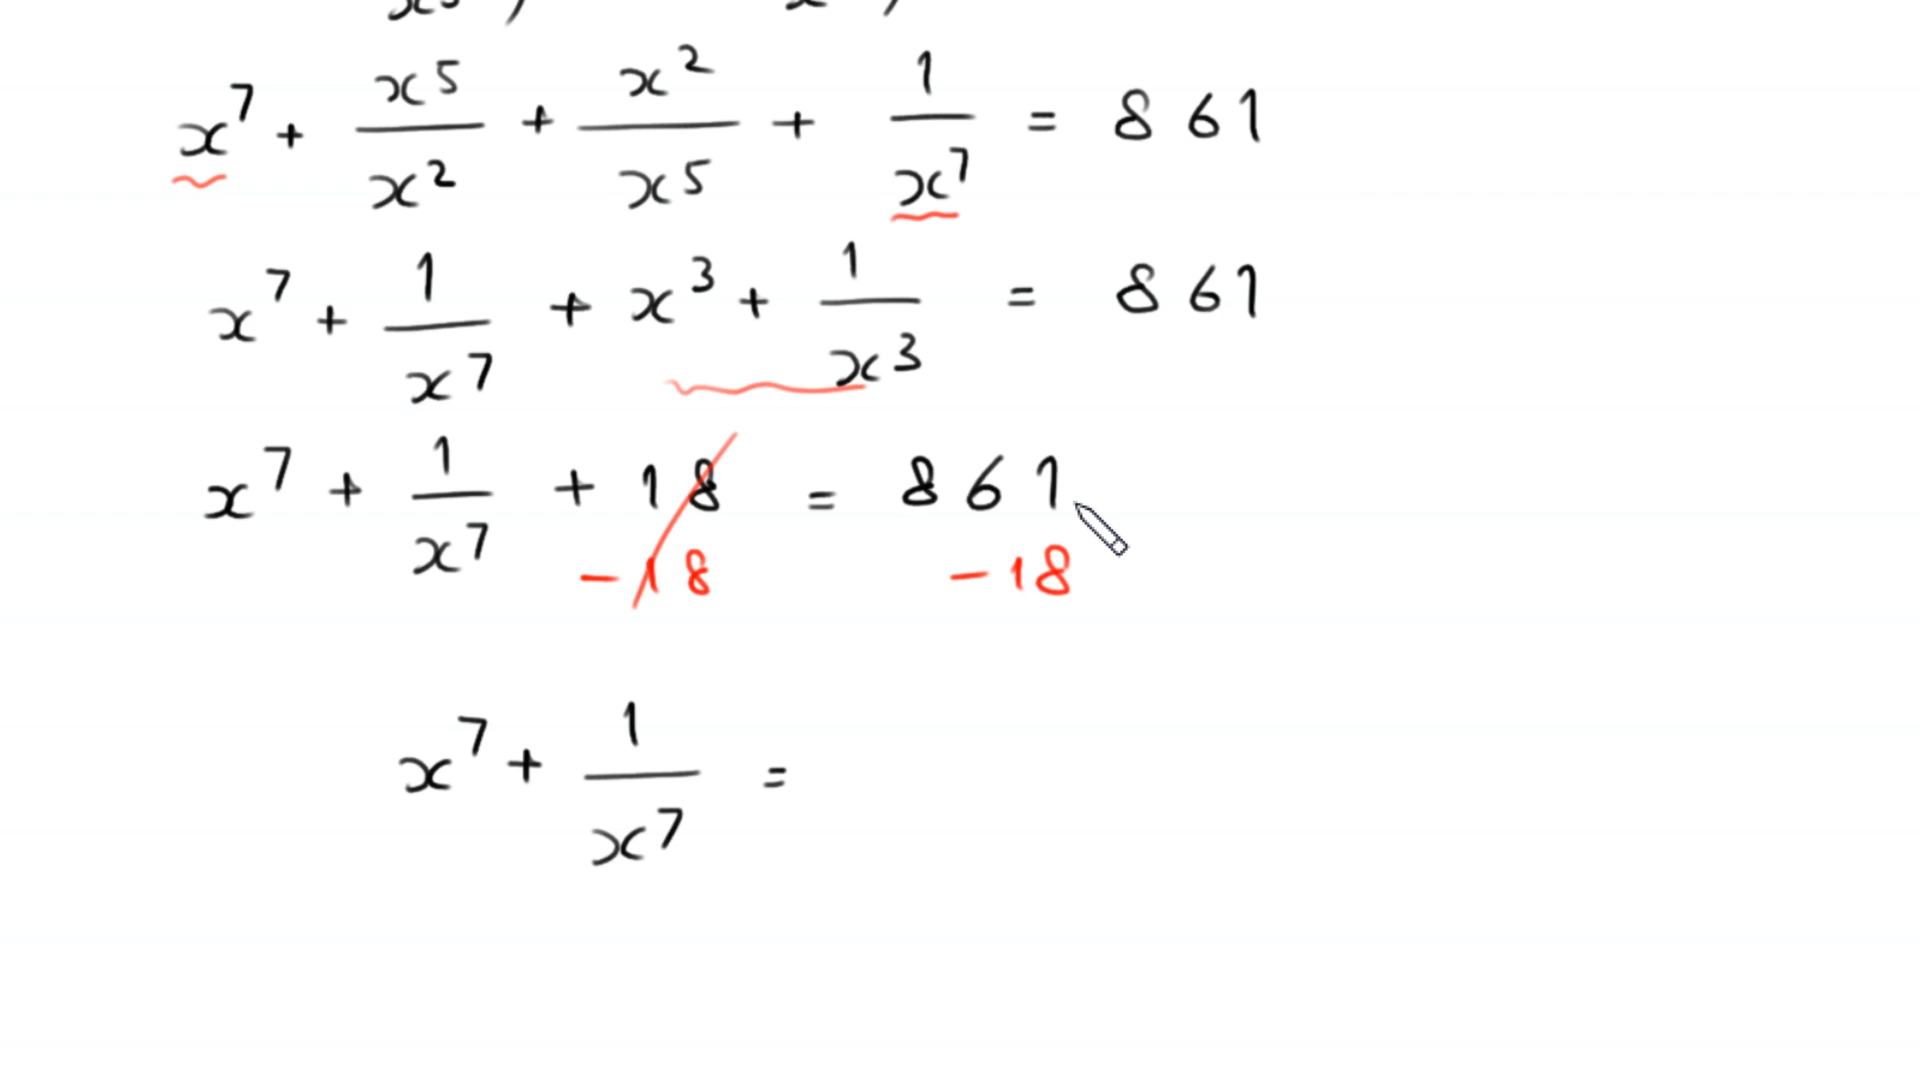 x⁷ + x⁵/x² + x²/x⁵ + 1/x⁷ = 861
x⁷ + 1/x⁷ + x³ + 1/x³ = 861
x⁷ + 1/x⁷ + 18 = 861
-18 -18
x⁷ + 1/x⁷ =